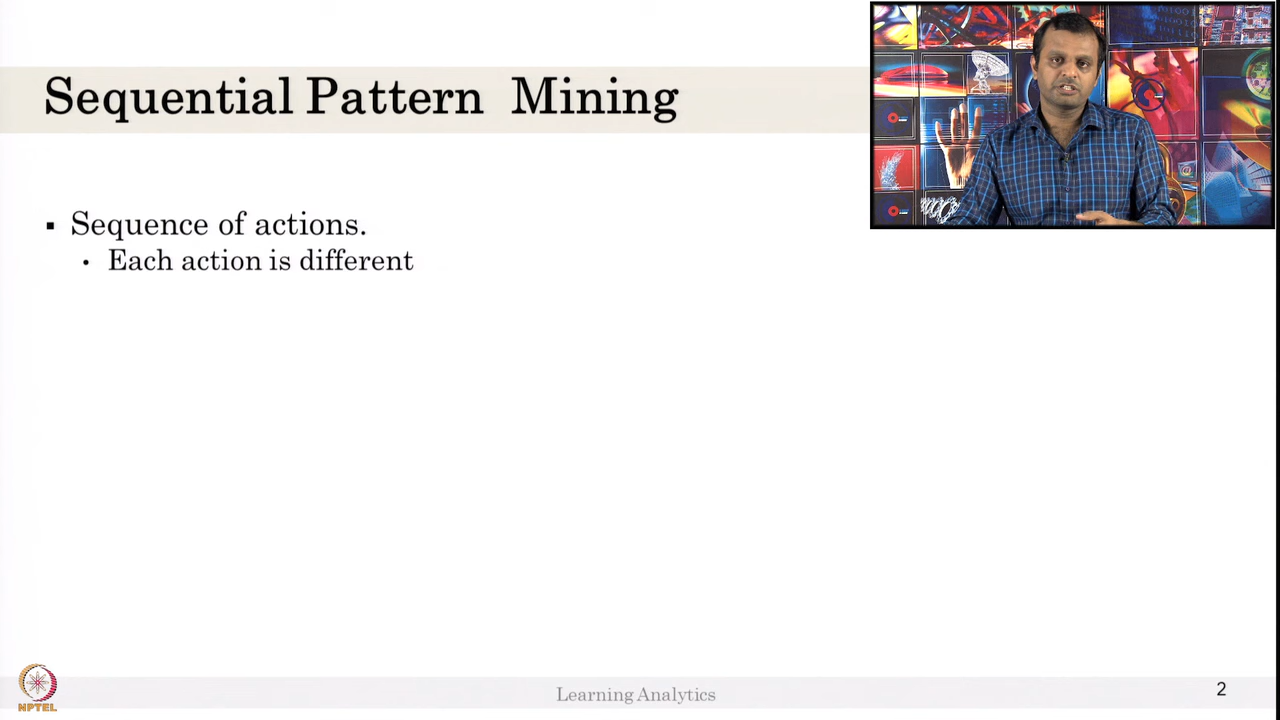 Sequential Pattern Mining
▪ Sequence of actions.
• Each action is different
NPTEL
Learning Analytics
2